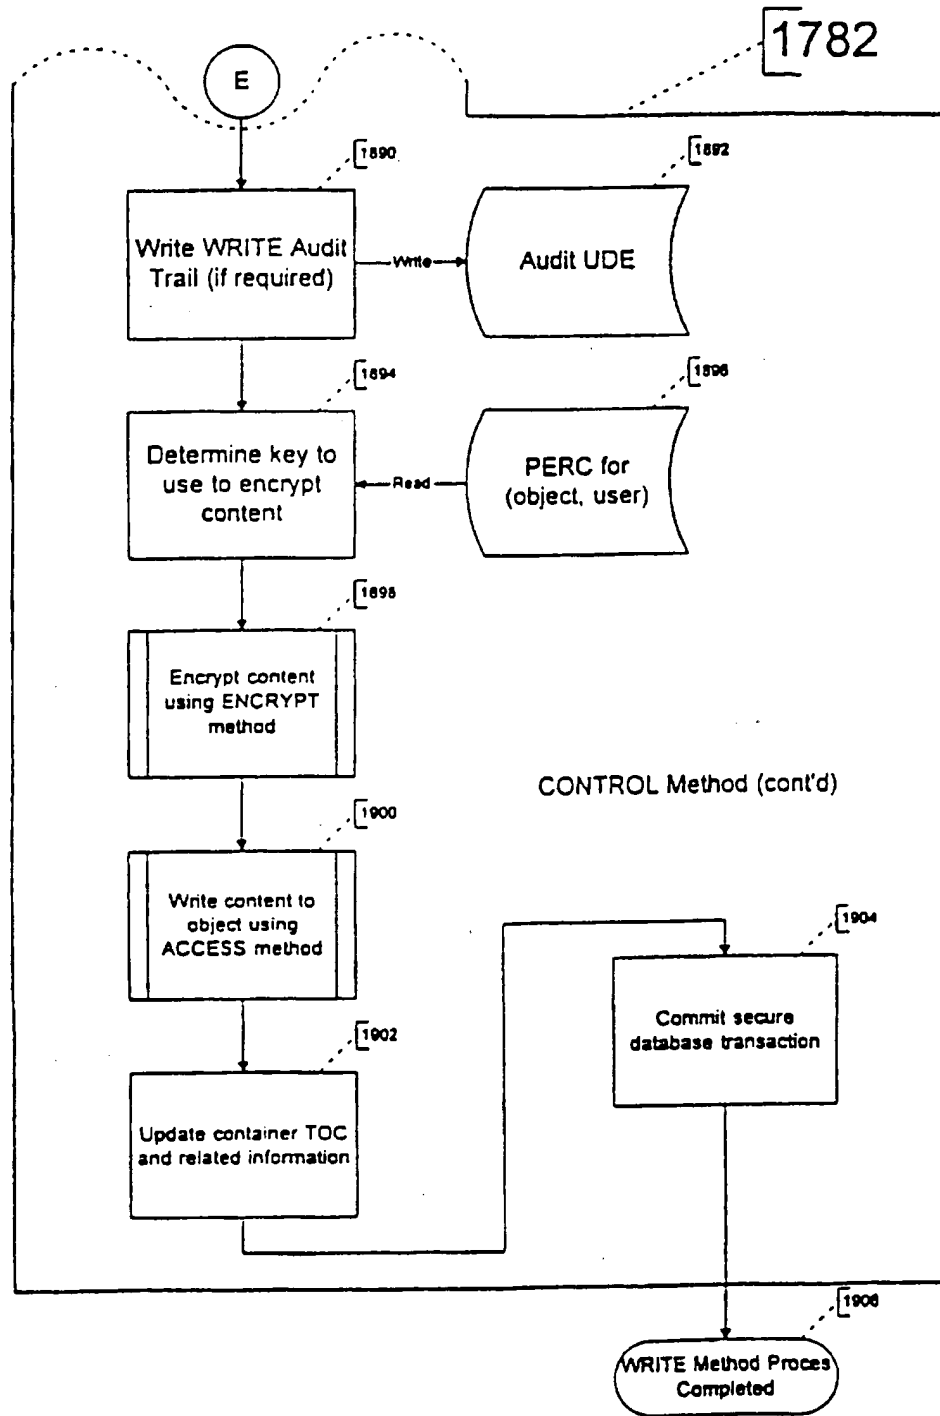 1782
E
1890
Write WRITE Audit
Trail (if required)
Write
1892
Audit UDE
1894
Determine key to
use to encrypt
content
Read
1896
PERC for
(object, user)
1898
Encrypt content
using ENCRYPT
method
CONTROL Method (cont'd)
1900
Write content to
object using
ACCESS method
1904
Commit secure
database transaction
1902
Update container TOC
and related information
1906
WRITE Method Proces
Completed